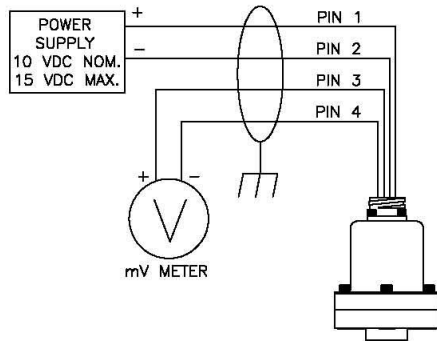 POWER
SUPPLY
10 VDC NOM.
15 VDC MAX.
+
−
PIN 1
PIN 2
PIN 3
PIN 4
+
−
V
mV METER